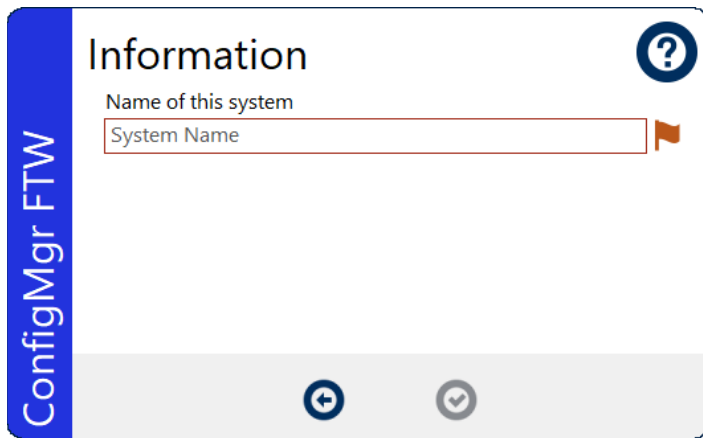 Information
Name of this system
System Name
ConfigMgr FTW
?